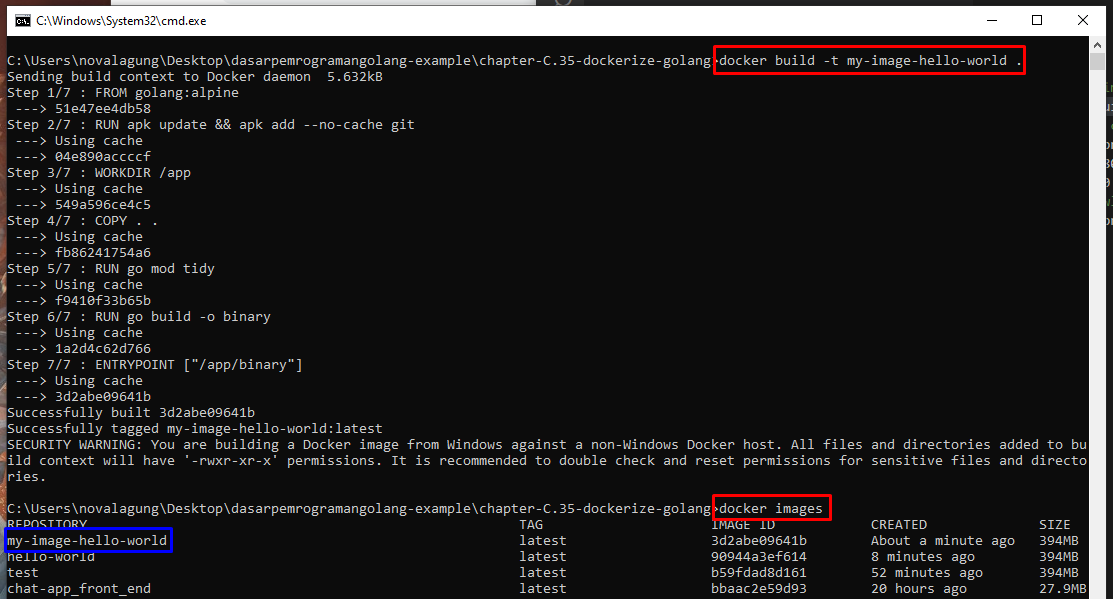 C:\Windows\System32\cmd.exe
C:\Users\novalagung\Desktop\dasarpemrogramangolang-example\chapter-C.35-dockerize-golang>docker build -t my-image-hello-world .
Sending build context to Docker daemon  5.632kB
Step 1/7 : FROM golang:alpine
 ---> 51e47ee4db58
Step 2/7 : RUN apk update && apk add --no-cache git
 ---> Using cache
 ---> 04e890accccf
Step 3/7 : WORKDIR /app
 ---> Using cache
 ---> 549a596ce4c5
Step 4/7 : COPY . .
 ---> Using cache
 ---> fb86241754a6
Step 5/7 : RUN go mod tidy
 ---> Using cache
 ---> f9410f33b65b
Step 6/7 : RUN go build -o binary
 ---> Using cache
 ---> 1a2d4c62d766
Step 7/7 : ENTRYPOINT ["/app/binary"]
 ---> Using cache
 ---> 3d2abe09641b
Successfully built 3d2abe09641b
Successfully tagged my-image-hello-world:latest
SECURITY WARNING: You are building a Docker image from Windows against a non-Windows Docker host. All files and directories added to bu
ild context will have '-rwxr-xr-x' permissions. It is recommended to double check and reset permissions for sensitive files and directo
ries.
C:\Users\novalagung\Desktop\dasarpemrogramangolang-example\chapter-C.35-dockerize-golang>docker images
REPOSITORY TAG IMAGE ID CREATED SIZE
my-image-hello-world latest 3d2abe09641b About a minute ago 394MB
hello-world latest 90944a3ef614 8 minutes ago 394MB
test latest b59fdad8d161 52 minutes ago 394MB
chat-app_front_end latest bbaac2e59d93 20 hours ago 27.9MB